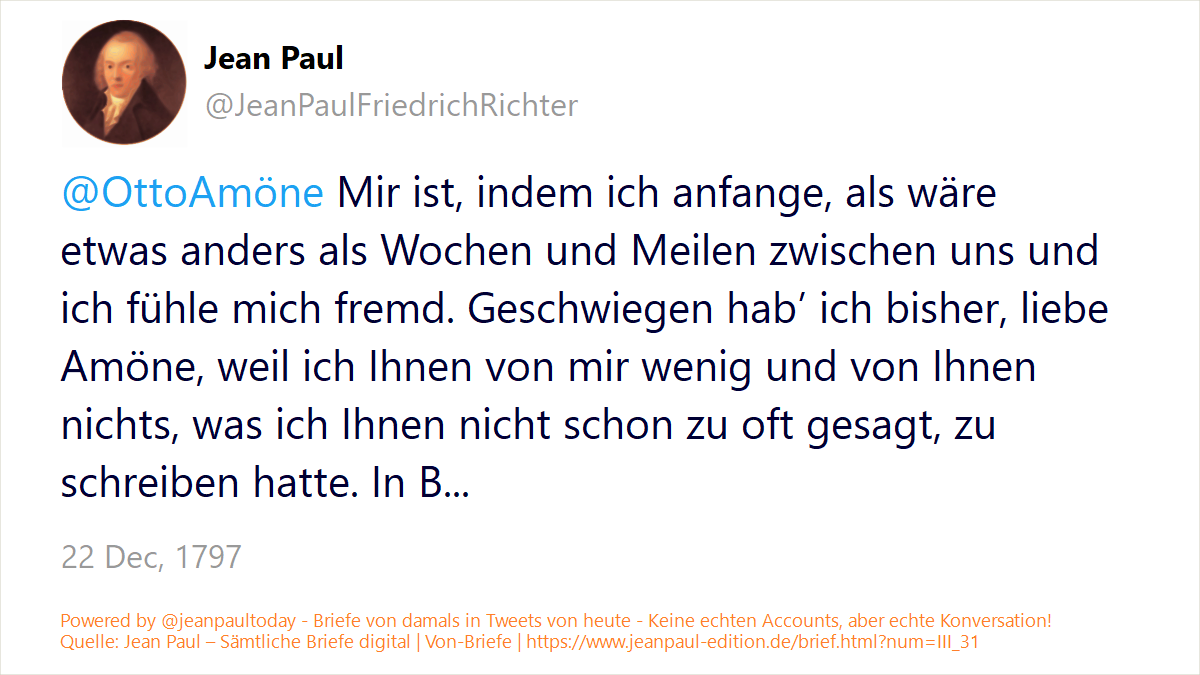 Jean Paul
@JeanPaulFriedrichRichter
@OttoAmöne Mir ist, indem ich anfange, als wäre
etwas anders als Wochen und Meilen zwischen uns und
ich fühle mich fremd. Geschwiegen hab’ ich bisher, liebe
Amöne, weil ich Ihnen von mir wenig und von Ihnen
nichts, was ich Ihnen nicht schon zu oft gesagt, zu
schreiben hatte. In B...
22 Dec, 1797
Powered by @jeanpaultoday - Briefe von damals in Tweets von heute - Keine echten Accounts, aber echte Konversation!
Quelle: Jean Paul – Sämtliche Briefe digital | Von-Briefe | https://www.jeanpaul-edition.de/brief.html?num=III_31